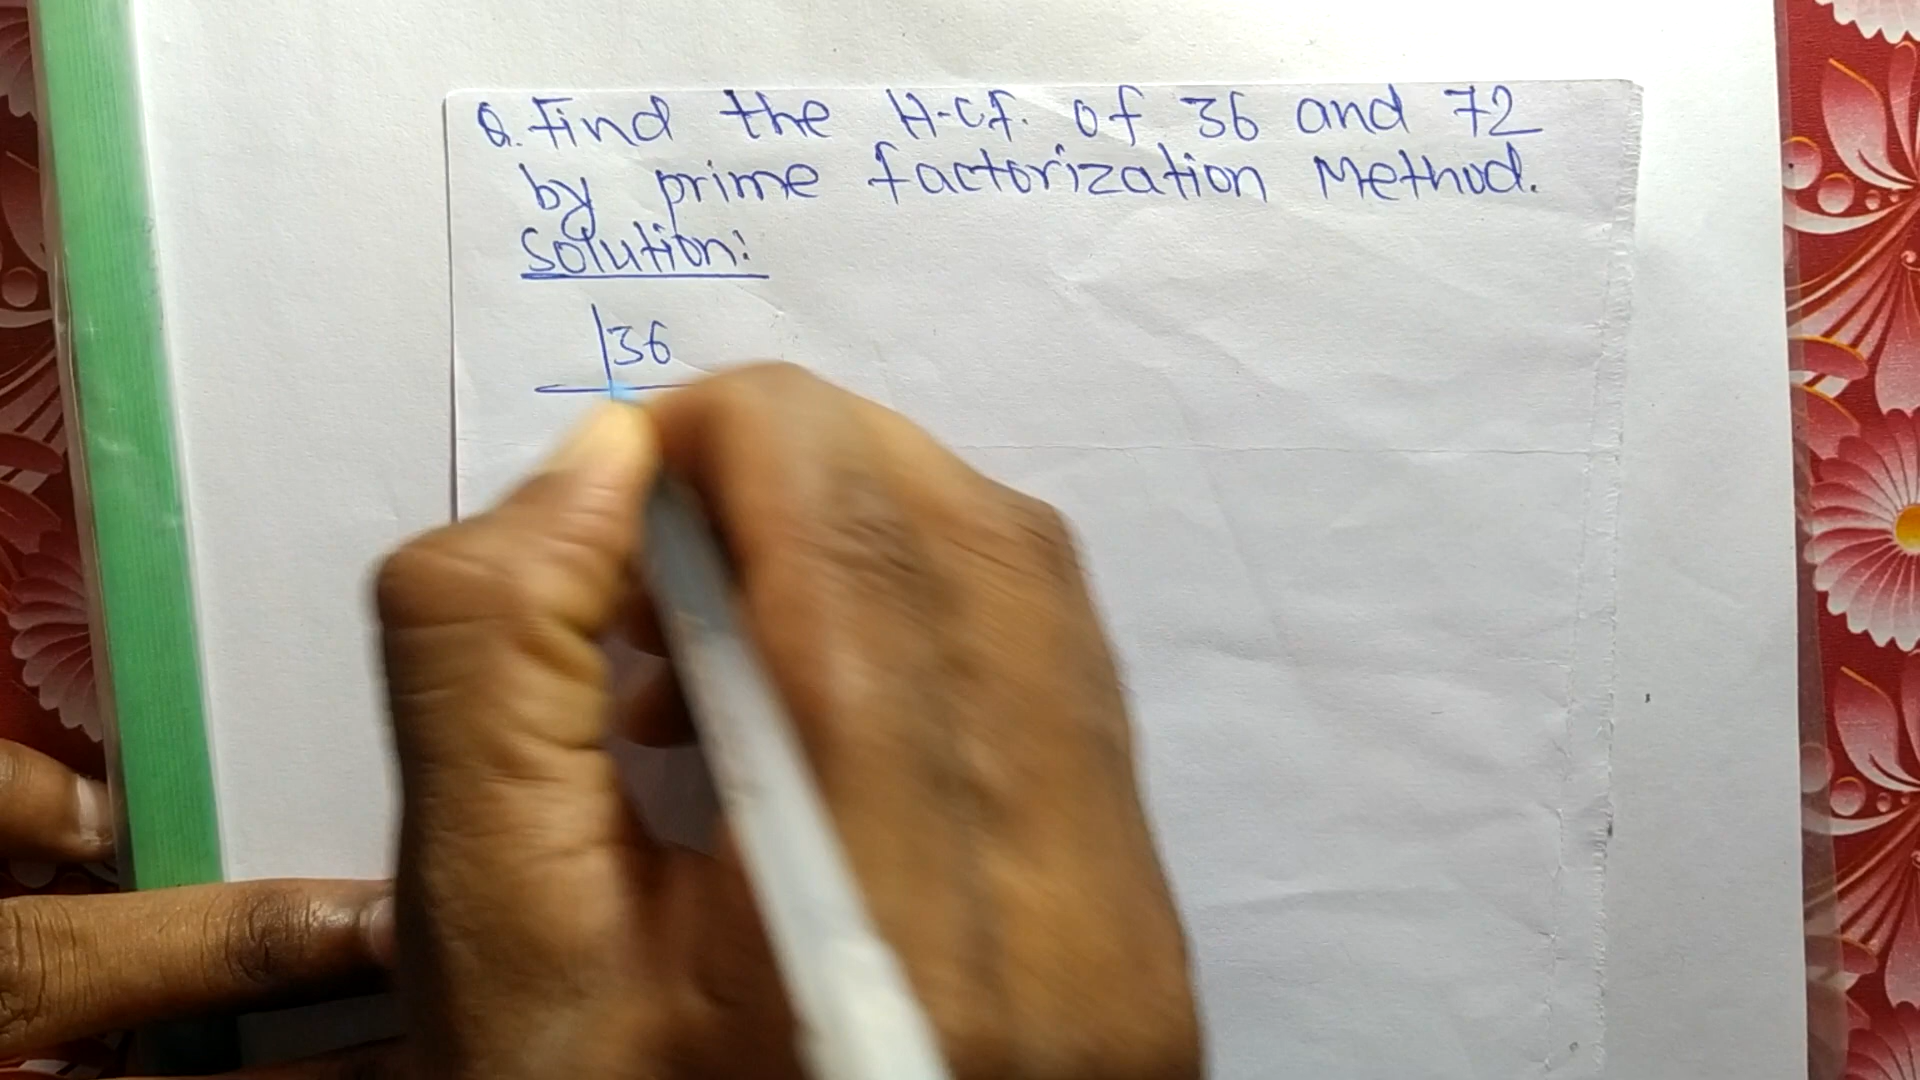 Q. Find the H.C.F. of 36 and 72
by prime factorization Method.
Solution:
36